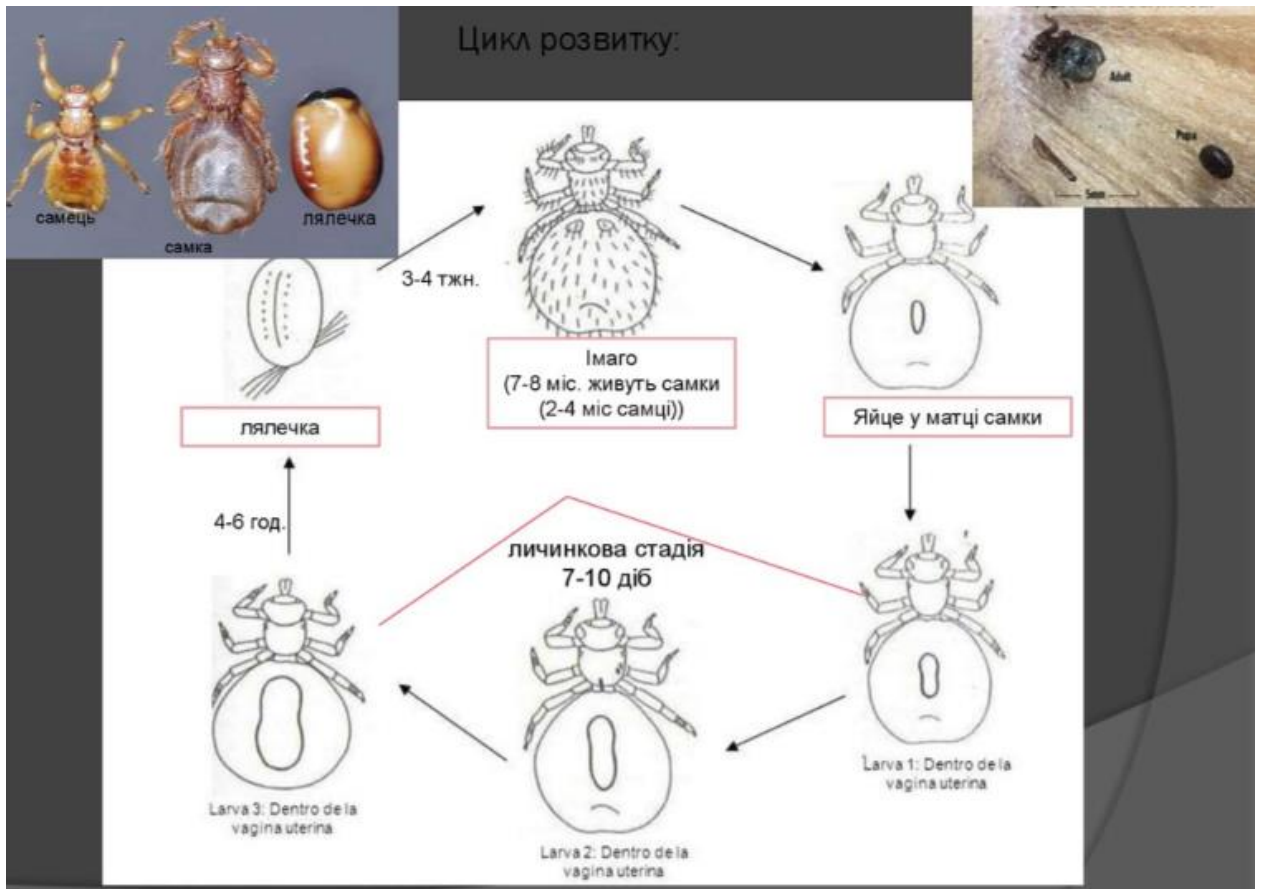 Цикл розвитку:
самець
самка
лялечка
Adult
Pupa
5mm
3-4 тжн.
Імаго
(7-8 міс. живуть самки
(2-4 міс самці))
Яйце у матці самки
лялечка
4-6 год.
личинкова стадія
7-10 діб
Larva 1: Dentro de la
vagina uterina
Larva 2: Dentro de la
vagina uterina
Larva 3: Dentro de la
vagina uterina